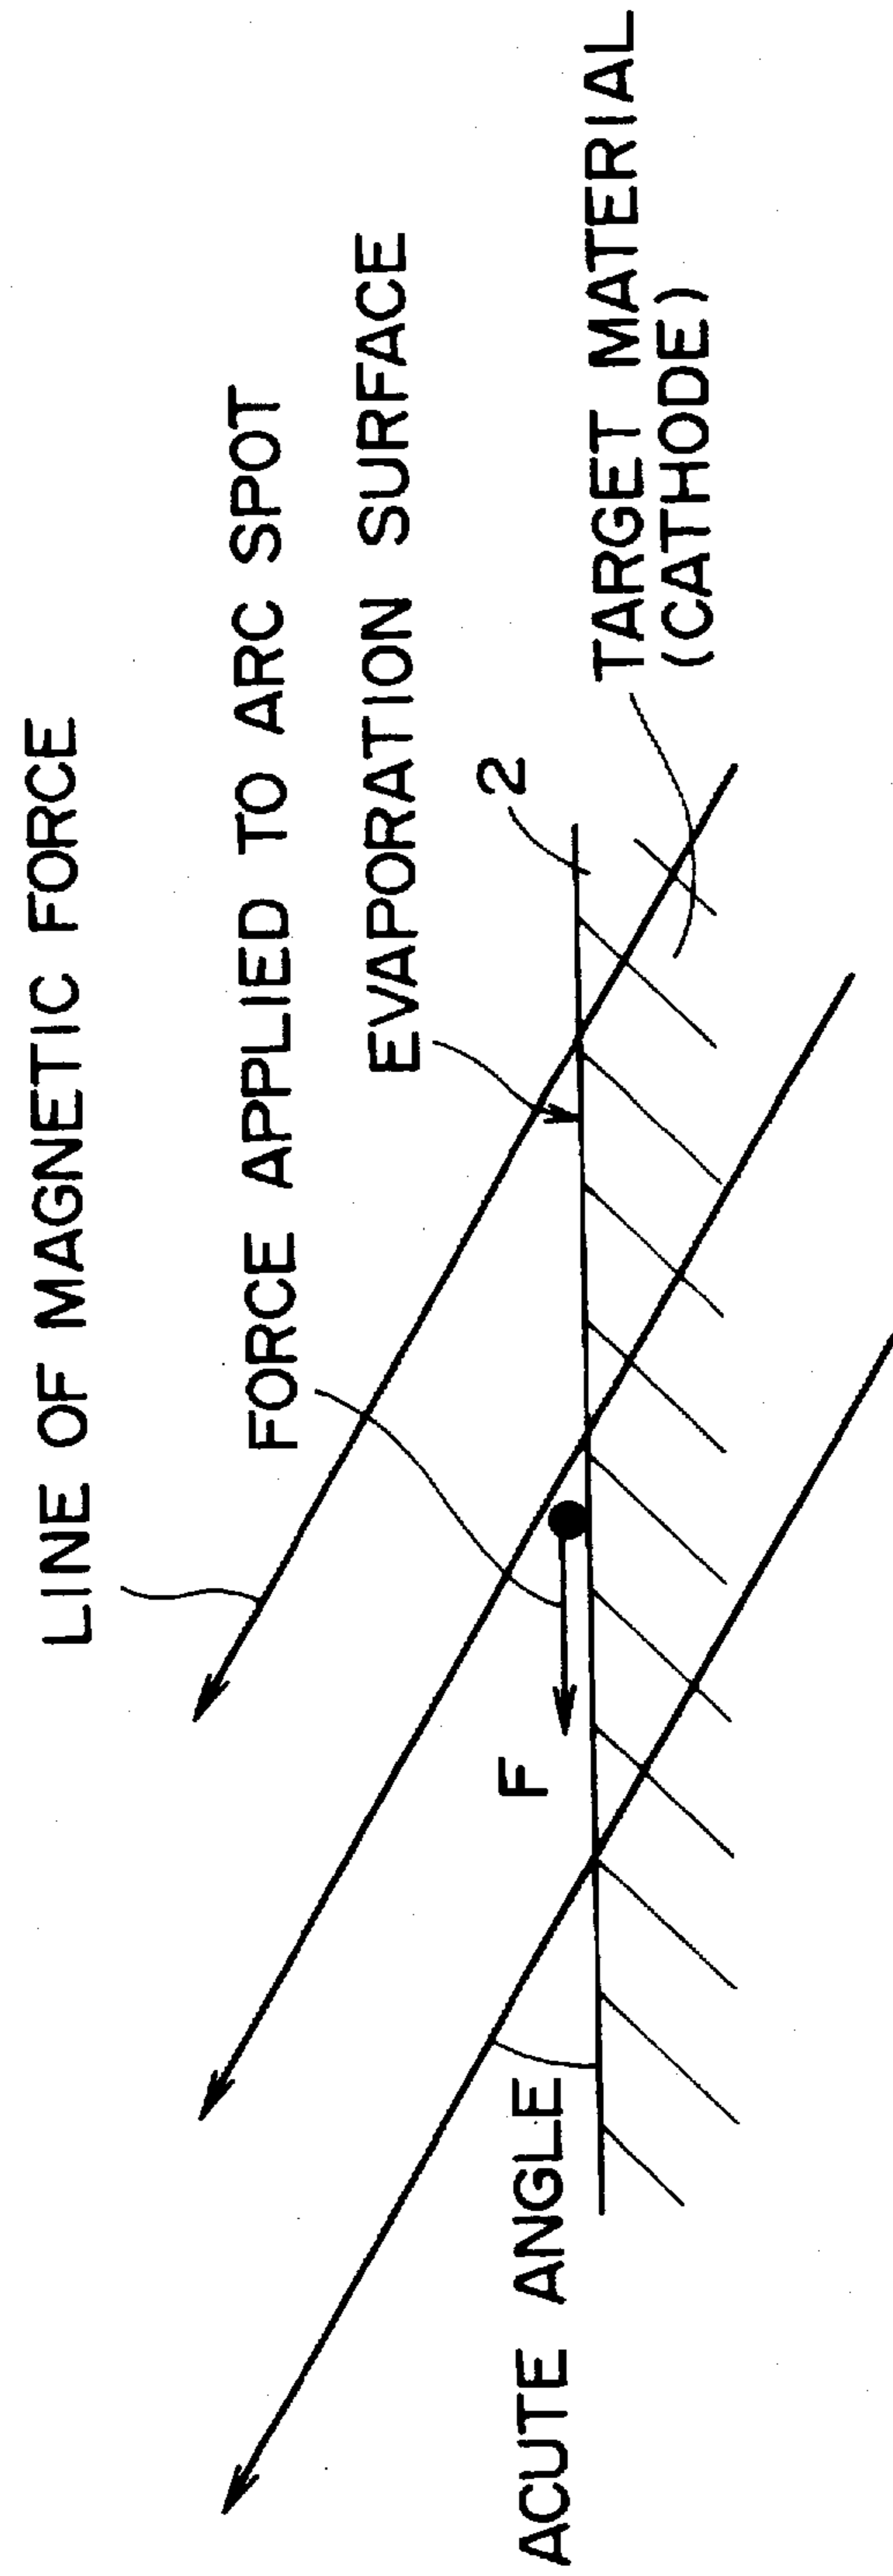 LINE OF MAGNETIC FORCE
FORCE APPLIED TO ARC SPOT
EVAPORATION SURFACE
2
F
TARGET MATERIAL
(CATHODE)
ACUTE ANGLE